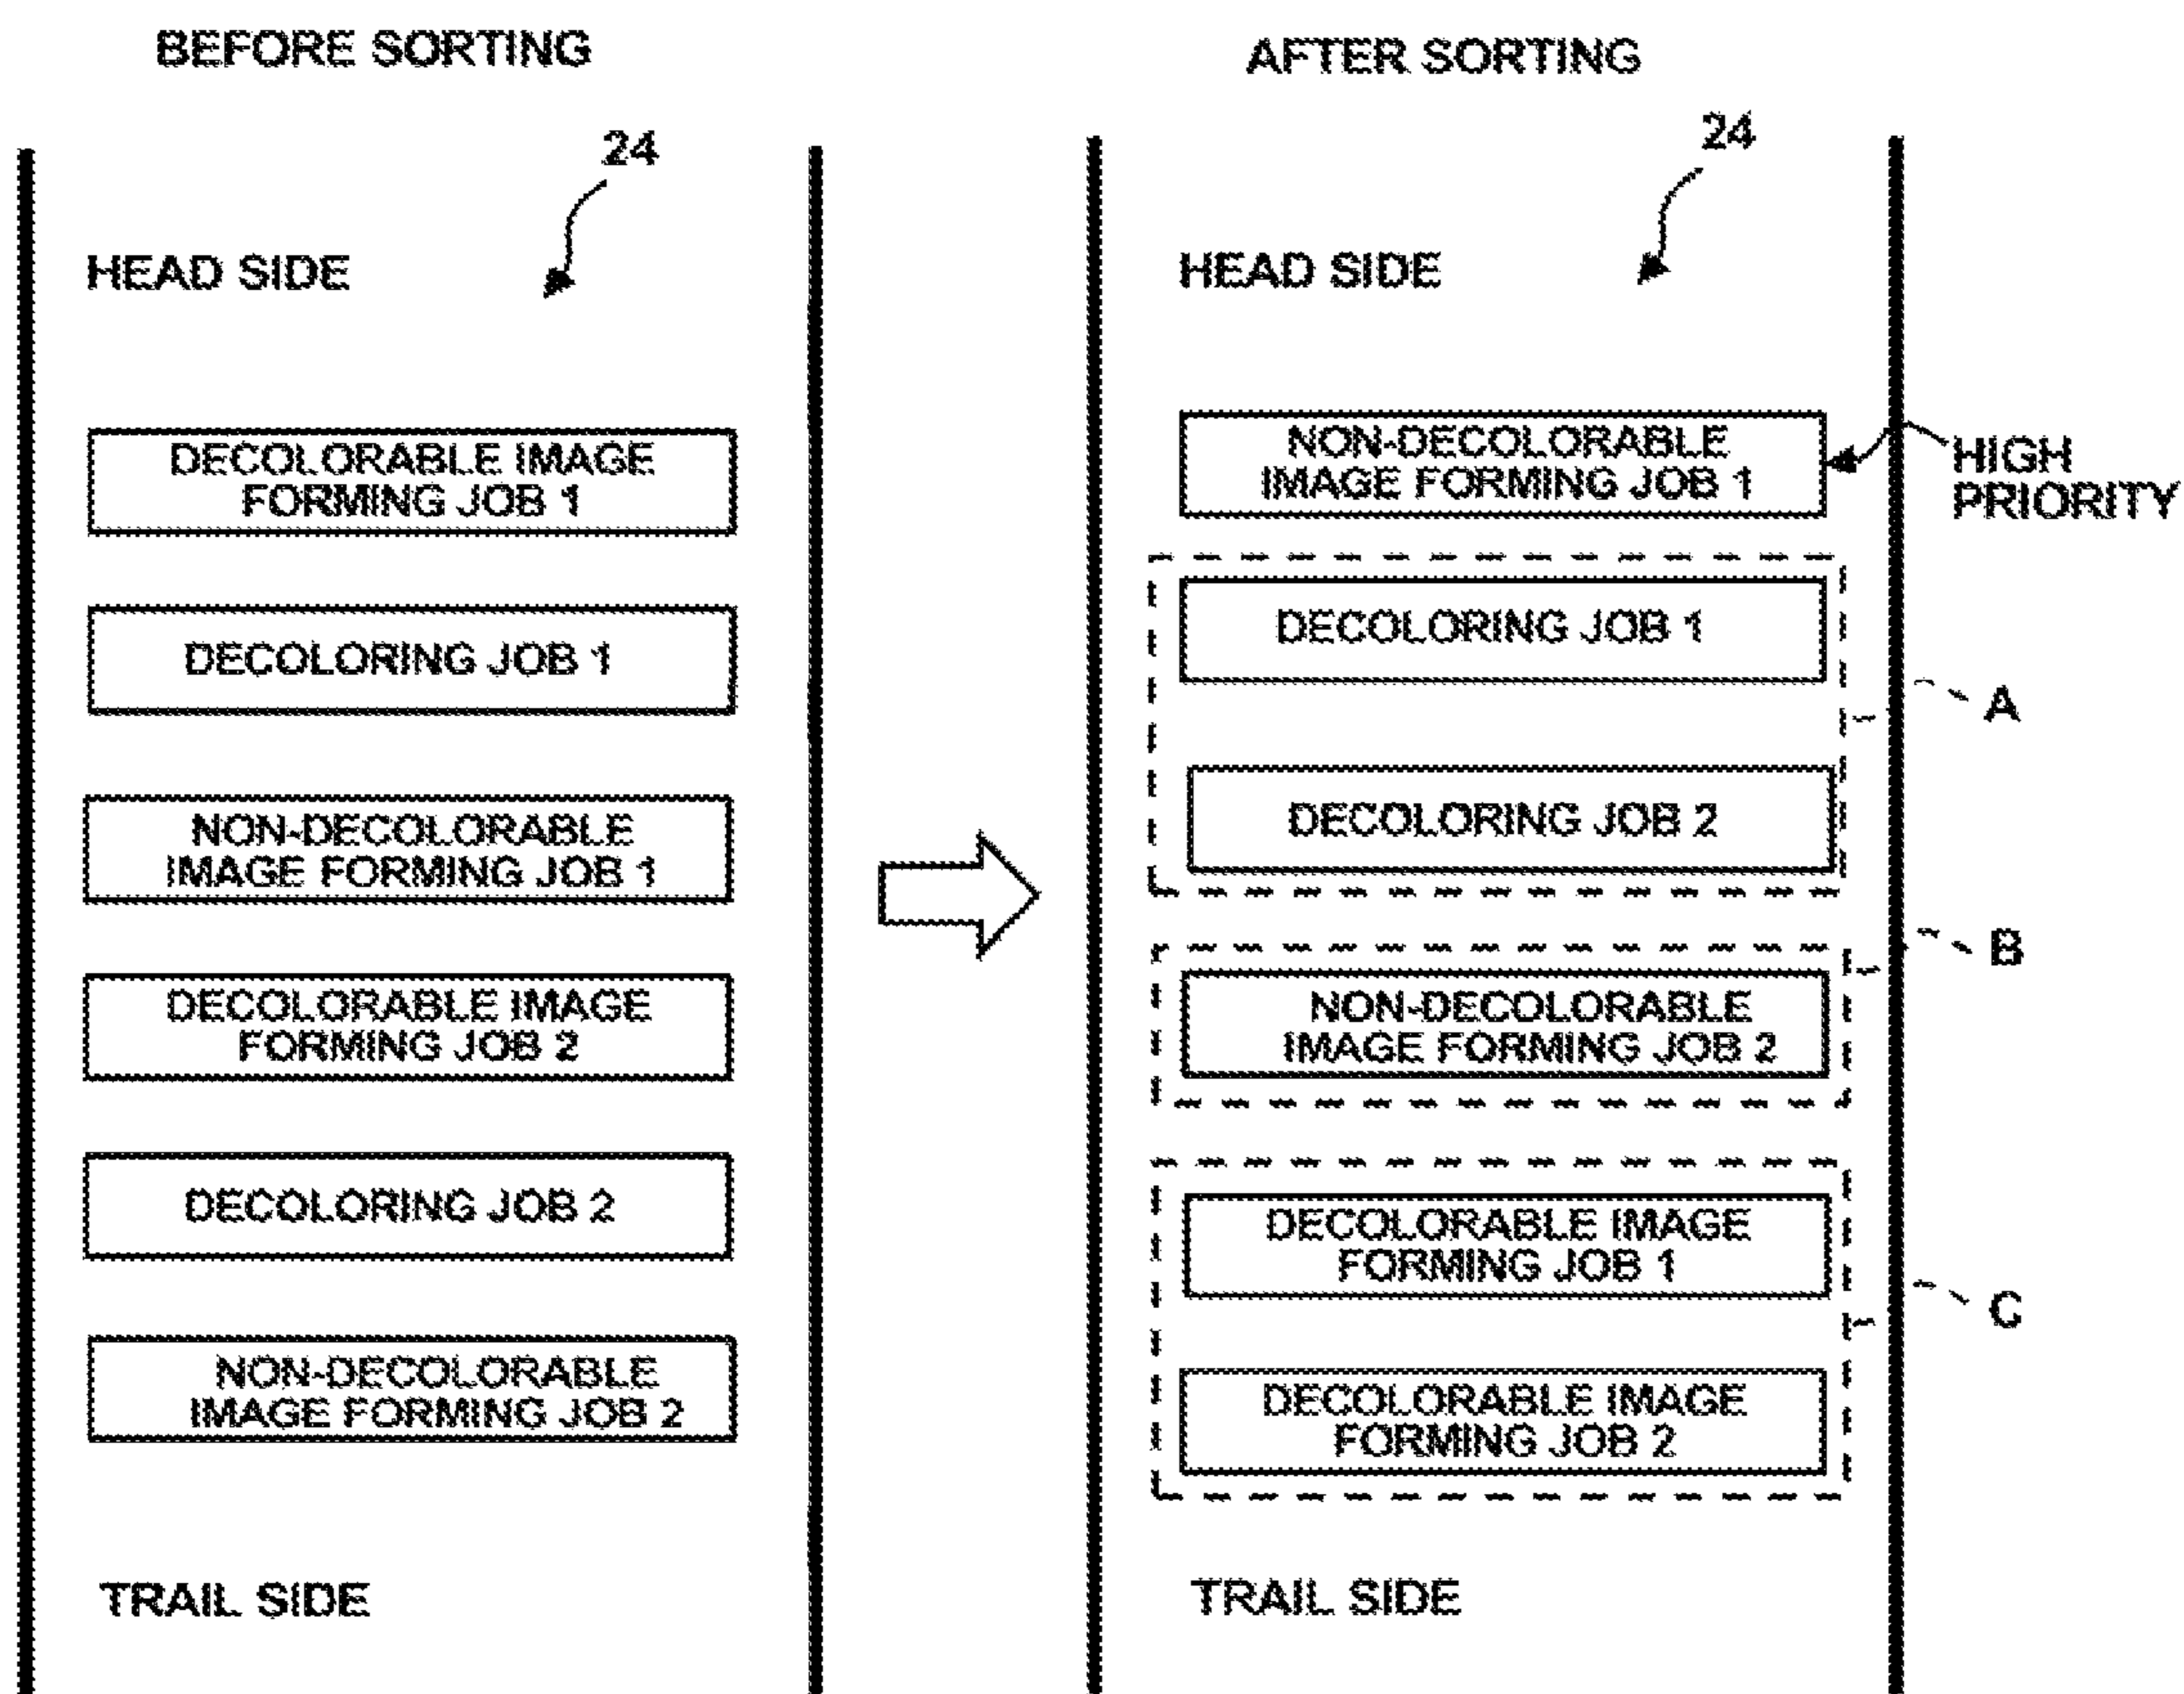 BEFORE SORTING
24
HEAD SIDE
DECOLORABLE IMAGE
FORMING JOB 1
DECOLORING JOB 1
NON-DECOLORABLE
IMAGE FORMING JOB 1
DECOLORABLE IMAGE
FORMING JOB 2
DECOLORING JOB 2
NON-DECOLORABLE
IMAGE FORMING JOB 2
TRAIL SIDE
AFTER SORTING
24
HEAD SIDE
NON-DECOLORABLE
IMAGE FORMING JOB 1
HIGH
PRIORITY
DECOLORING JOB 1
A
DECOLORING JOB 2
B
NON-DECOLORABLE
IMAGE FORMING JOB 2
DECOLORABLE IMAGE
FORMING JOB 1
C
DECOLORABLE IMAGE
FORMING JOB 2
TRAIL SIDE